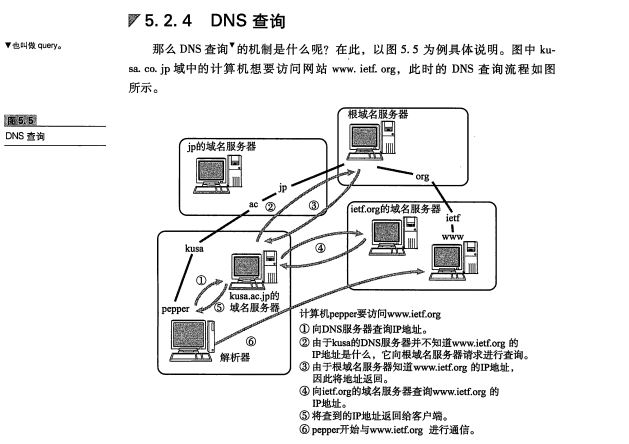 5.2.4 DNS 查询
▼也叫做 query。
那么 DNS 查询▼的机制是什么呢？在此，以图 5.5 为例具体说明。图中 ku-
sa. co. jp 域中的计算机想要访问网站 www. ietf. org，此时的 DNS 查询流程如图
所示。
图5.5
DNS 查询
根域名服务器
jp的域名服务器
jp
org
ac
②
③
ietf.org的域名服务器
ietf
www
kusa
④
①
kusa.ac.jp的
域名服务器
pepper
⑤
⑥
解析器
计算机pepper要访问www.ietf.org
① 向DNS服务器查询IP地址。
② 由于kusa的DNS服务器并不知道www.ietf.org 的
IP地址是什么，它向根域名服务器请求进行查询。
③ 由于根域名服务器知道www.ietf.org 的IP地址，
因此将地址返回。
④ 向ietf.org的域名服务器查询www.ietf.org 的
IP地址。
⑤ 将查到的IP地址返回给客户端。
⑥ pepper开始与www.ietf.org 进行通信。